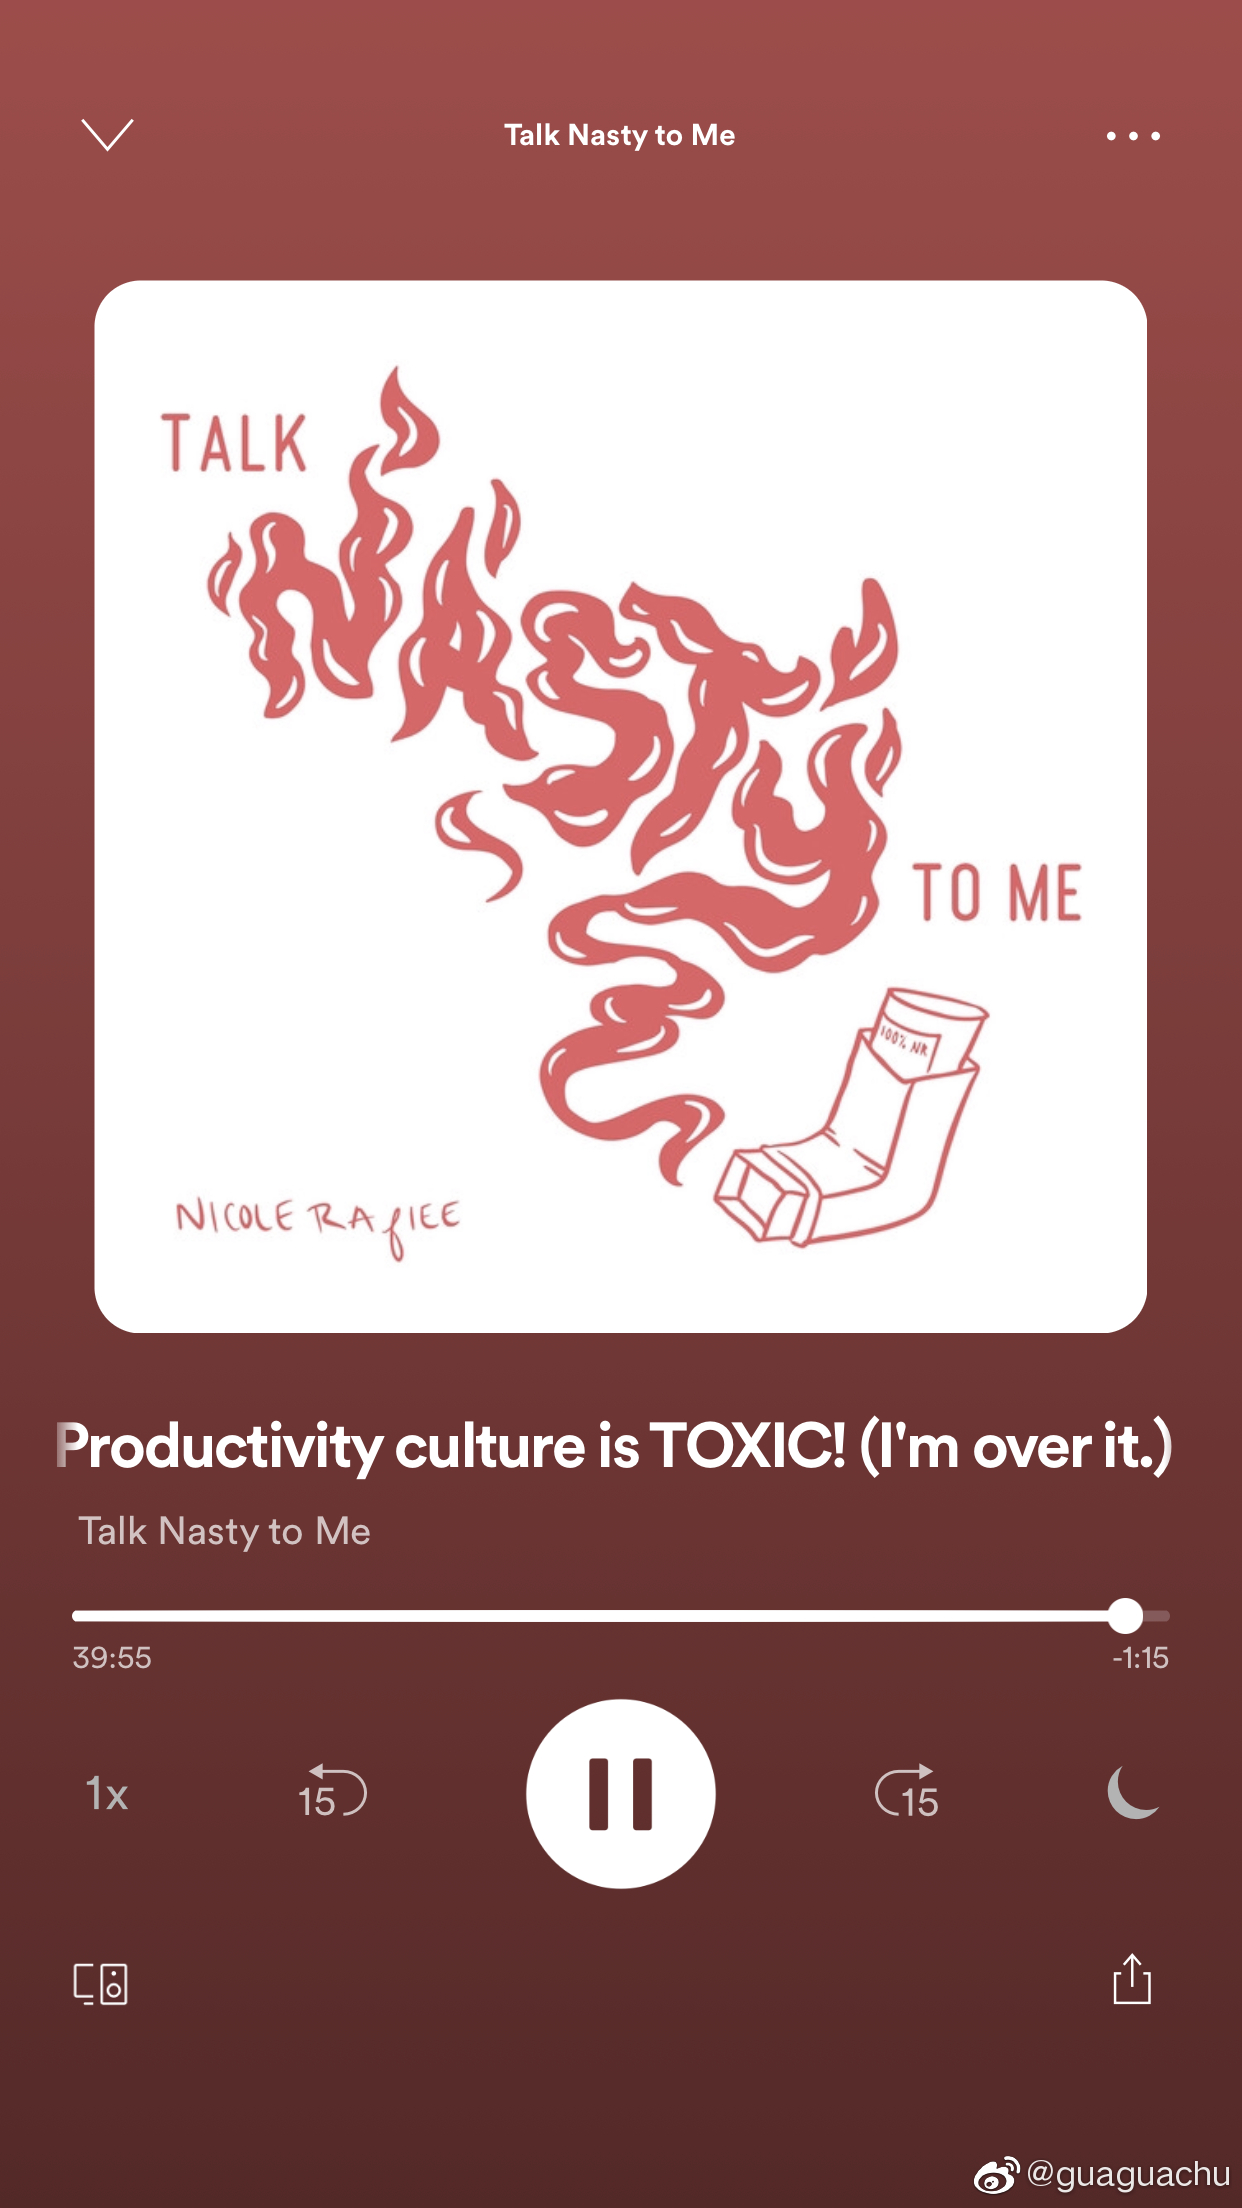 Talk Nasty to Me
TALK
NASTY
TO ME
100% NR
NICOLE RAFIEE
Productivity culture is TOXIC! (I'm over it.)
Talk Nasty to Me
39:55
-1:15
1x
15
15
@guaguachu